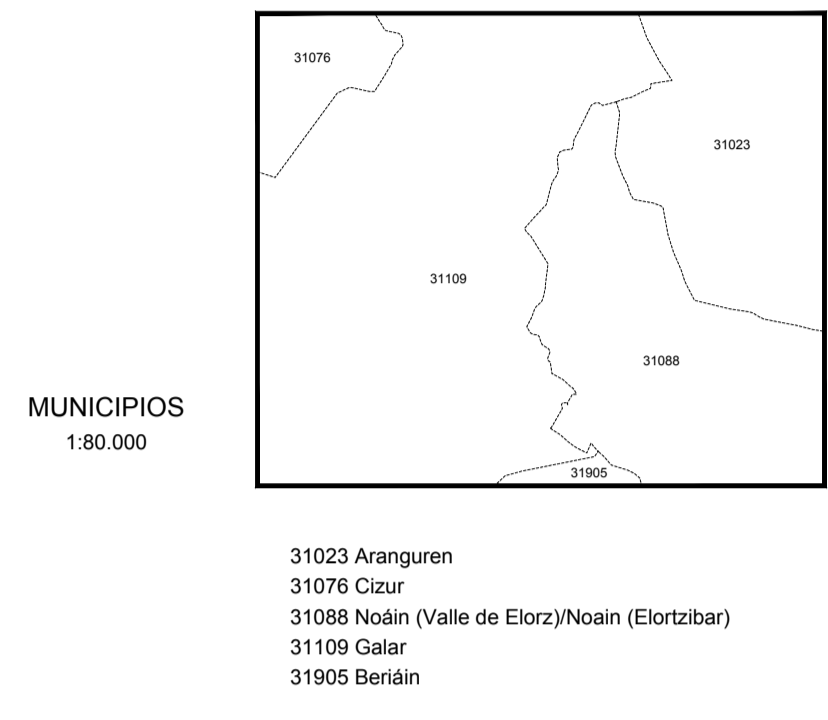 31076
31023
31109
31088
MUNICIPIOS
1:80.000
31905
31023 Aranguren
31076 Cizur
31088 Noáin (Valle de Elorz)/Noain (Elortzibar)
31109 Galar
31905 Beriáin